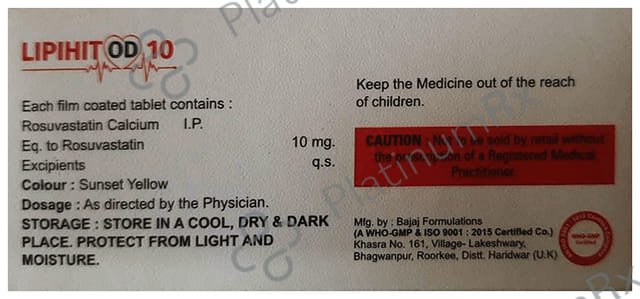 LIPIHIT OD 10
Each film coated tablet contains :
Rosuvastatin Calcium I.P.
Eq. to Rosuvastatin 10 mg.
Excipients q.s.
Colour : Sunset Yellow
Dosage : As directed by the Physician.
STORAGE : STORE IN A COOL, DRY & DARK
PLACE. PROTECT FROM LIGHT AND
MOISTURE.
Keep the Medicine out of the reach
of children.
CAUTION : Not to be sold by retail without
the prescription of a Registered Medical
Practitioner.
Mfg. by : Bajaj Formulations
(A WHO-GMP & ISO 9001 : 2015 Certified Co.)
Khasra No. 161, Village- Lakeshwary,
Bhagwanpur, Roorkee, Distt. Haridwar (U.K)
WHO-GMP
Certified
PlatinumRx